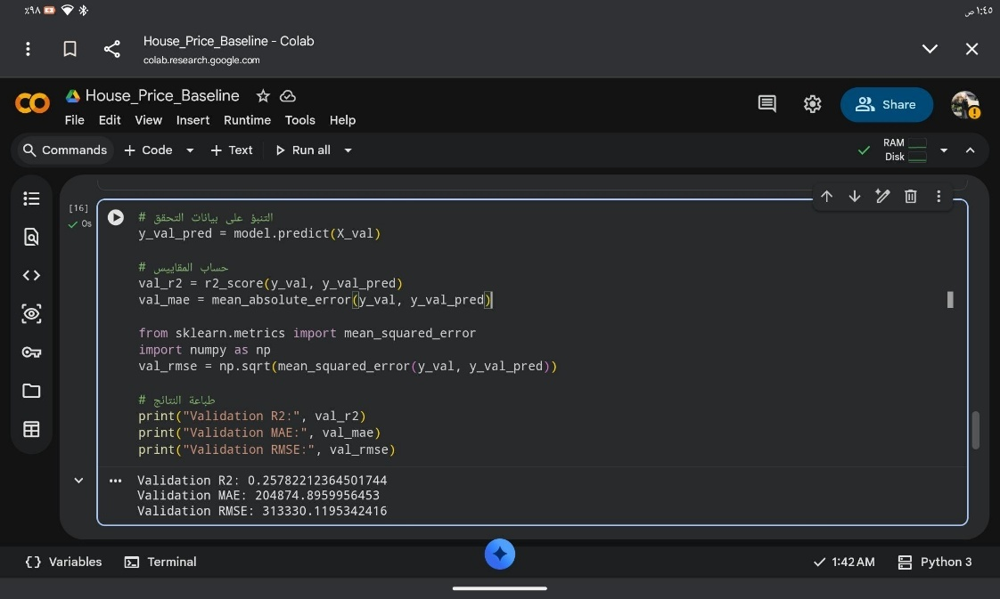 ٪٩٨
١:٤٥ ص
House_Price_Baseline - Colab
colab.research.google.com
House_Price_Baseline
File Edit View Insert Runtime Tools Help
Share
Commands + Code + Text Run all
RAM
Disk
[16]
0s
# التنبؤ على بيانات التحقق
y_val_pred = model.predict(X_val)
# حساب المقاييس
val_r2 = r2_score(y_val, y_val_pred)
val_mae = mean_absolute_error(y_val, y_val_pred)
from sklearn.metrics import mean_squared_error
import numpy as np
val_rmse = np.sqrt(mean_squared_error(y_val, y_val_pred))
# طباعة النتائج
print("Validation R2:", val_r2)
print("Validation MAE:", val_mae)
print("Validation RMSE:", val_rmse)
Validation R2: 0.25782212364501744
Validation MAE: 204874.8959956453
Validation RMSE: 313330.1195342416
{} Variables Terminal
1:42 AM Python 3